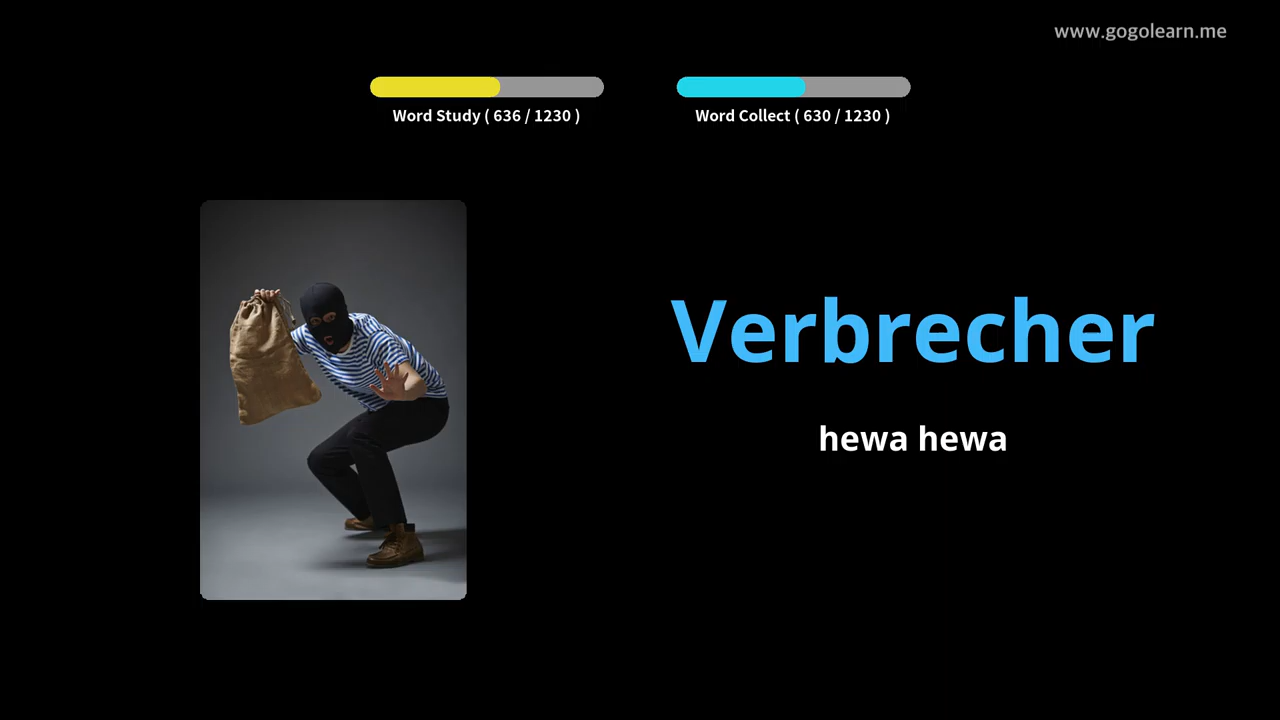 www.gogolearn.me
Word Study ( 636 / 1230 )
Word Collect ( 630 / 1230 )
Verbrecher
hewa hewa